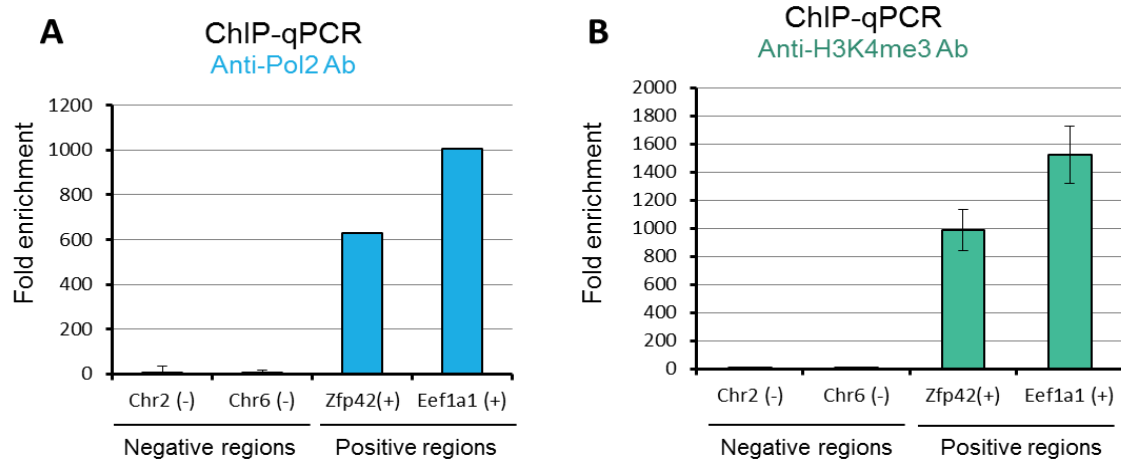 A
ChIP-qPCR
Anti-Pol2 Ab
Fold enrichment
1200
1000
800
600
400
200
0
Chr2 (-) Chr6 (-) Zfp42(+) Eef1a1 (+)
Negative regions Positive regions
B
ChIP-qPCR
Anti-H3K4me3 Ab
Fold enrichment
2000
1800
1600
1400
1200
1000
800
600
400
200
0
Chr2 (-) Chr6 (-) Zfp42(+) Eef1a1 (+)
Negative regions Positive regions